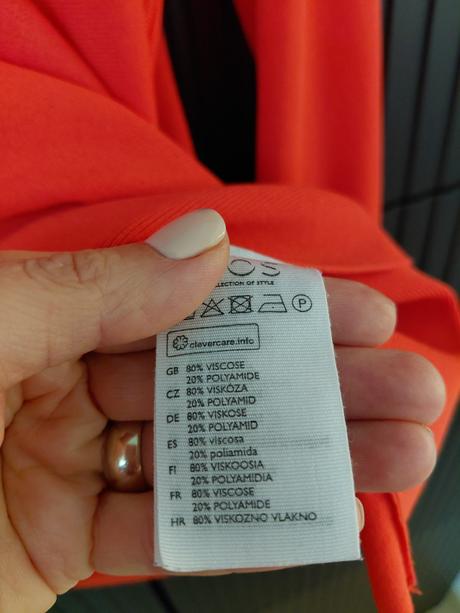 OS
LLECTION OF STYLE
P
clevercare.info
GB 80% VISCOSE
20% POLYAMIDE
CZ 80% VISKÓZA
20% POLYAMID
DE 80% VISKOSE
20% POLYAMID
ES 80% viscosa
20% poliamida
FI 80% VISKOOSIA
20% POLYAMIDIA
FR 80% VISCOSE
20% POLYAMIDE
HR 80% VISKOZNO VLAKNO